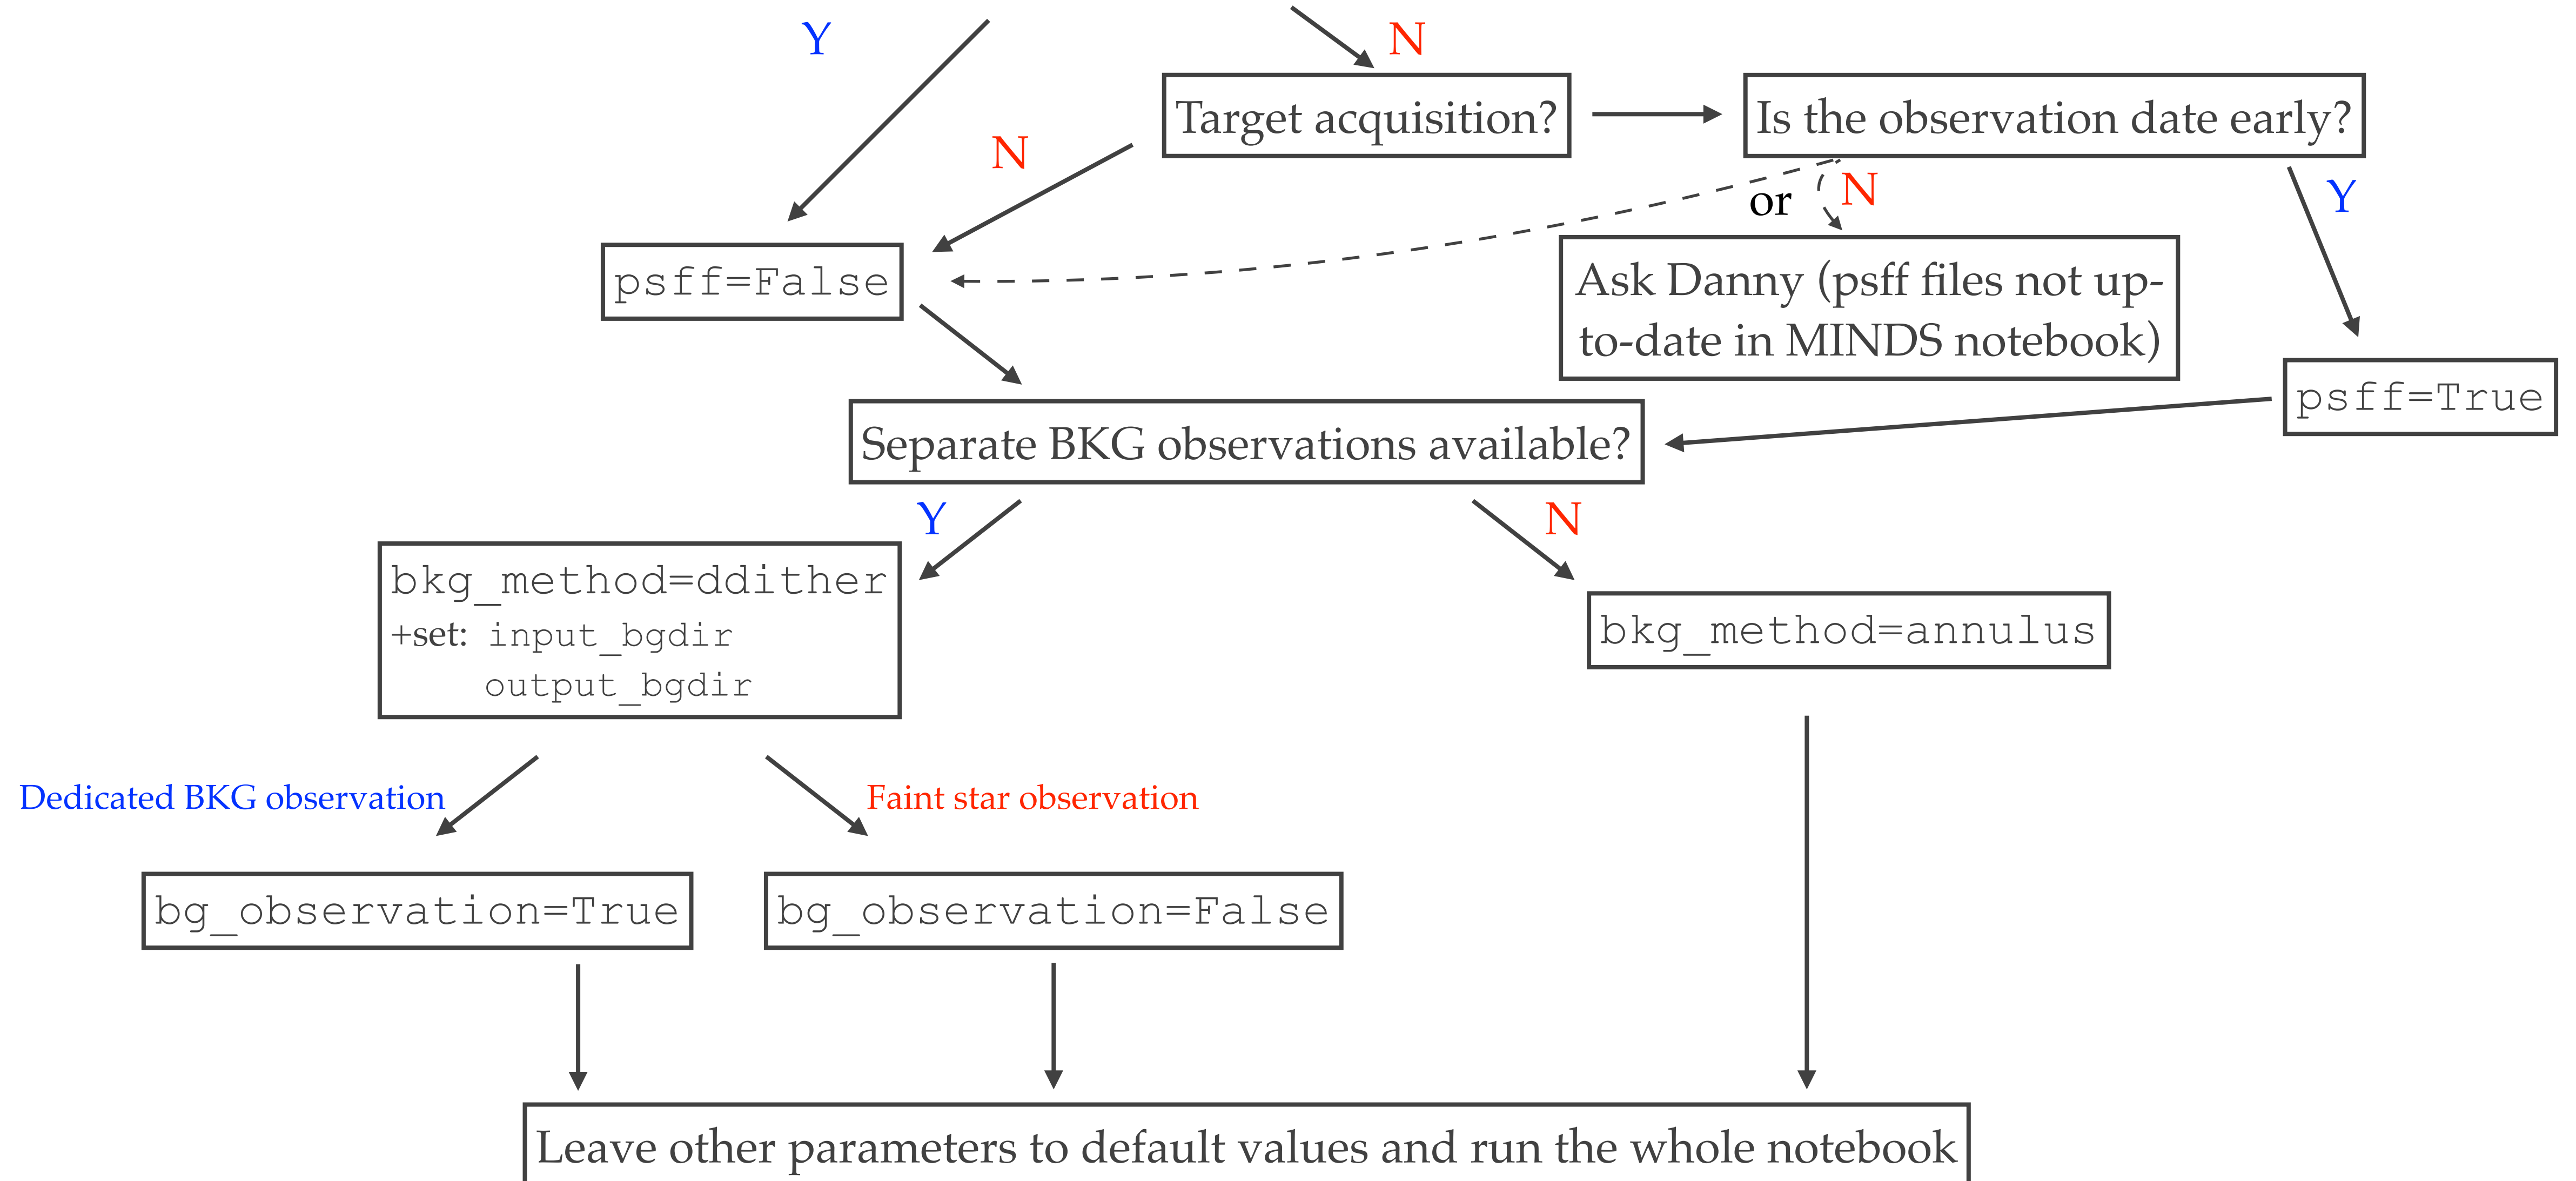 Y
N
Target acquisition?
Is the observation date early?
N
or
N
Y
psff=False
Ask Danny (psff files not up-
to-date in MINDS notebook)
psff=True
Separate BKG observations available?
Y
N
bkg_method=ddither
+set: input_bgdir
output_bgdir
bkg_method=annulus
Dedicated BKG observation
Faint star observation
bg_observation=True
bg_observation=False
Leave other parameters to default values and run the whole notebook